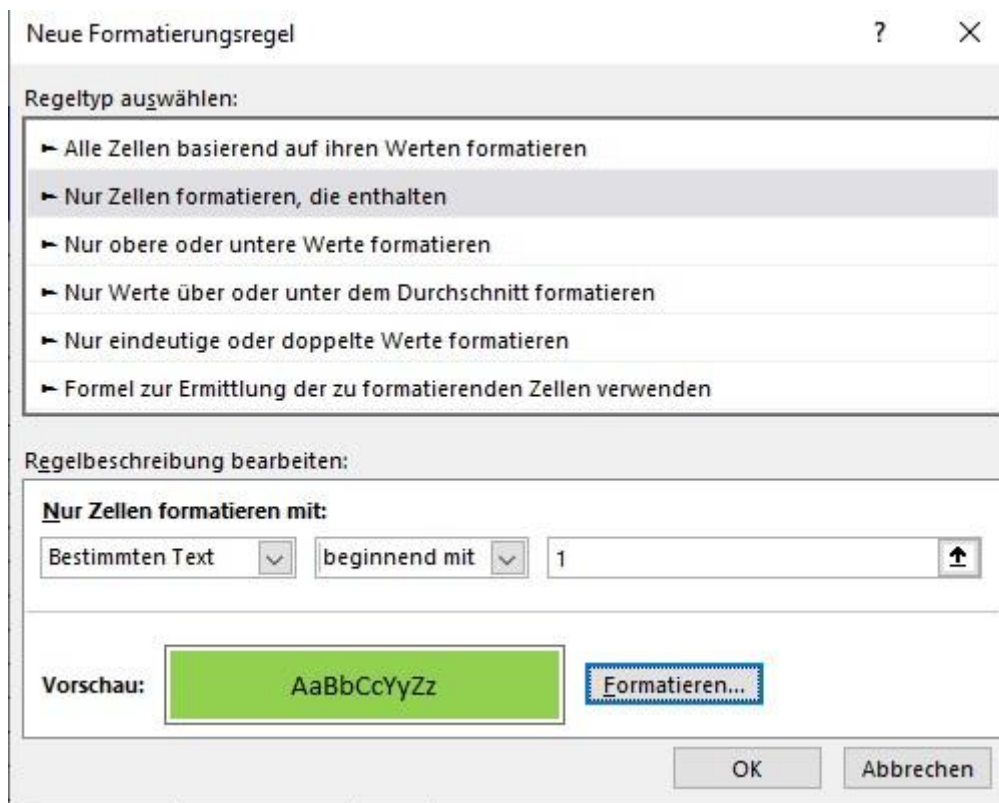 Neue Formatierungsregel ?
Regeltyp auswählen:
► Alle Zellen basierend auf ihren Werten formatieren
► Nur Zellen formatieren, die enthalten
► Nur obere oder untere Werte formatieren
► Nur Werte über oder unter dem Durchschnitt formatieren
► Nur eindeutige oder doppelte Werte formatieren
► Formel zur Ermittlung der zu formatierenden Zellen verwenden
Regelbeschreibung bearbeiten:
Nur Zellen formatieren mit:
Bestimmten Text beginnend mit 1
Vorschau: AaBbCcYyZz Formatieren...
OK Abbrechen